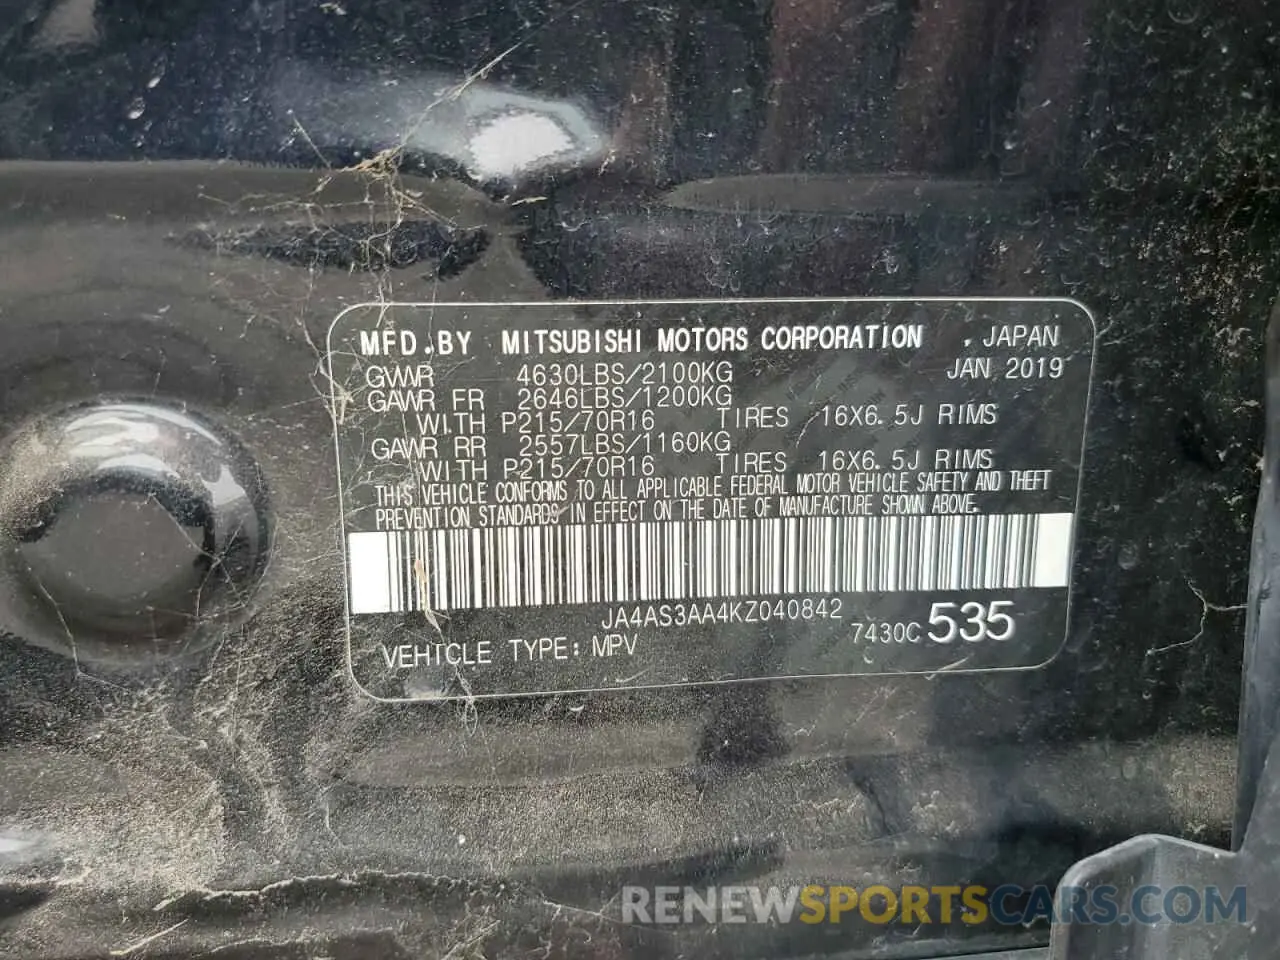 MFD.BY MITSUBISHI MOTORS CORPORATION , JAPAN
GVWR 4630LBS/2100KG JAN 2019
GAWR FR 2646LBS/1200KG
WITH P215/70R16 TIRES 16X6.5J RIMS
GAWR RR 2557LBS/1160KG
WITH P215/70R16 TIRES 16X6.5J RIMS
THIS VEHICLE CONFORMS TO ALL APPLICABLE FEDERAL MOTOR VEHICLE SAFETY AND THEFT
PREVENTION STANDARDS IN EFFECT ON THE DATE OF MANUFACTURE SHOWN ABOVE.
JA4AS3AA4KZ040842
7430C 535
VEHICLE TYPE: MPV
RENEWSPORTSCARS.COM